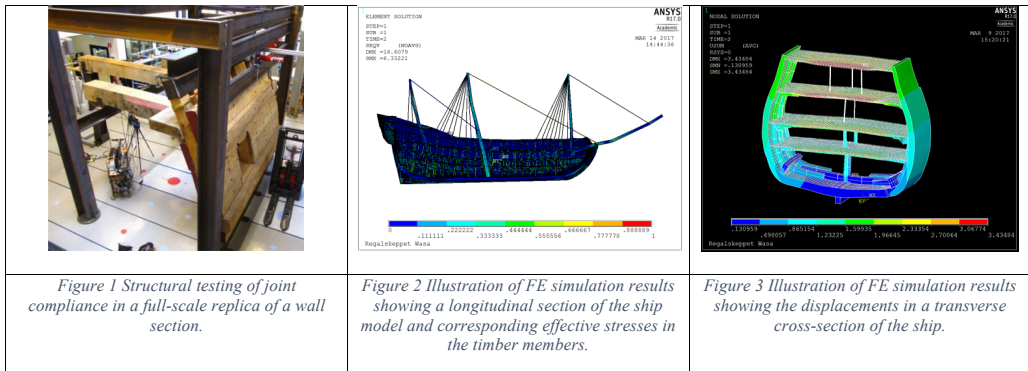 ELEMENT SOLUTION
STEP=1
SUB =1
TIME=2
SEQV (NOAVG)
DMX =16.6079
SMX =6.33221
ANSYS
R17.0
Academic
MAR 14 2017
14:44:36
0 .222222 .444444 .666667 .888889
.111111 .333333 .555556 .777778 1
Regalskeppet Wasa
1
NODAL SOLUTION
STEP=1
SUB =1
TIME=2
USUM (AVG)
RSYS=0
DMX =3.43484
SMN =.130959
SMX =3.43484
ANSYS
R17.0
Academic
MAR 9 2017
15:20:21
.130959 .865154 1.59935 2.33354 3.06774
.498057 1.23225 1.96645 2.70064 3.43484
Regalskeppet Wasa
Figure 1 Structural testing of joint
compliance in a full-scale replica of a wall
section.
Figure 2 Illustration of FE simulation results
showing a longitudinal section of the ship
model and corresponding effective stresses in
the timber members.
Figure 3 Illustration of FE simulation results
showing the displacements in a transverse
cross-section of the ship.